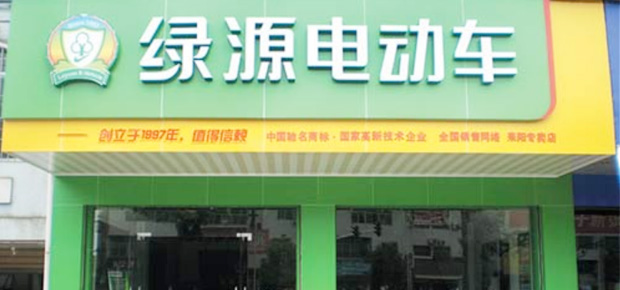 绿源电动车
创立于1997年，值得信赖 中国驰名商标·国家高新技术企业 全国销售网络 耒阳专卖店